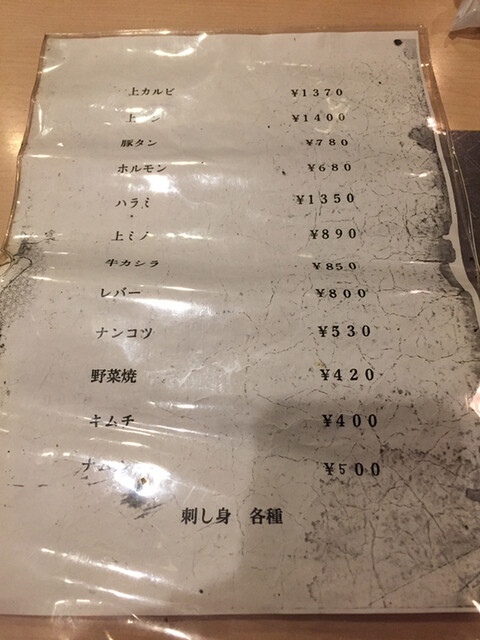 上カルビ ¥1370
¥1400
豚タン ¥780
ホルモン ¥680
ハラミ ¥1350
上ミノ ¥890
牛カシラ ¥850
レバー ¥800
ナンコツ ¥530
野菜焼 ¥420
キムチ ¥400
¥500
刺し身 各種